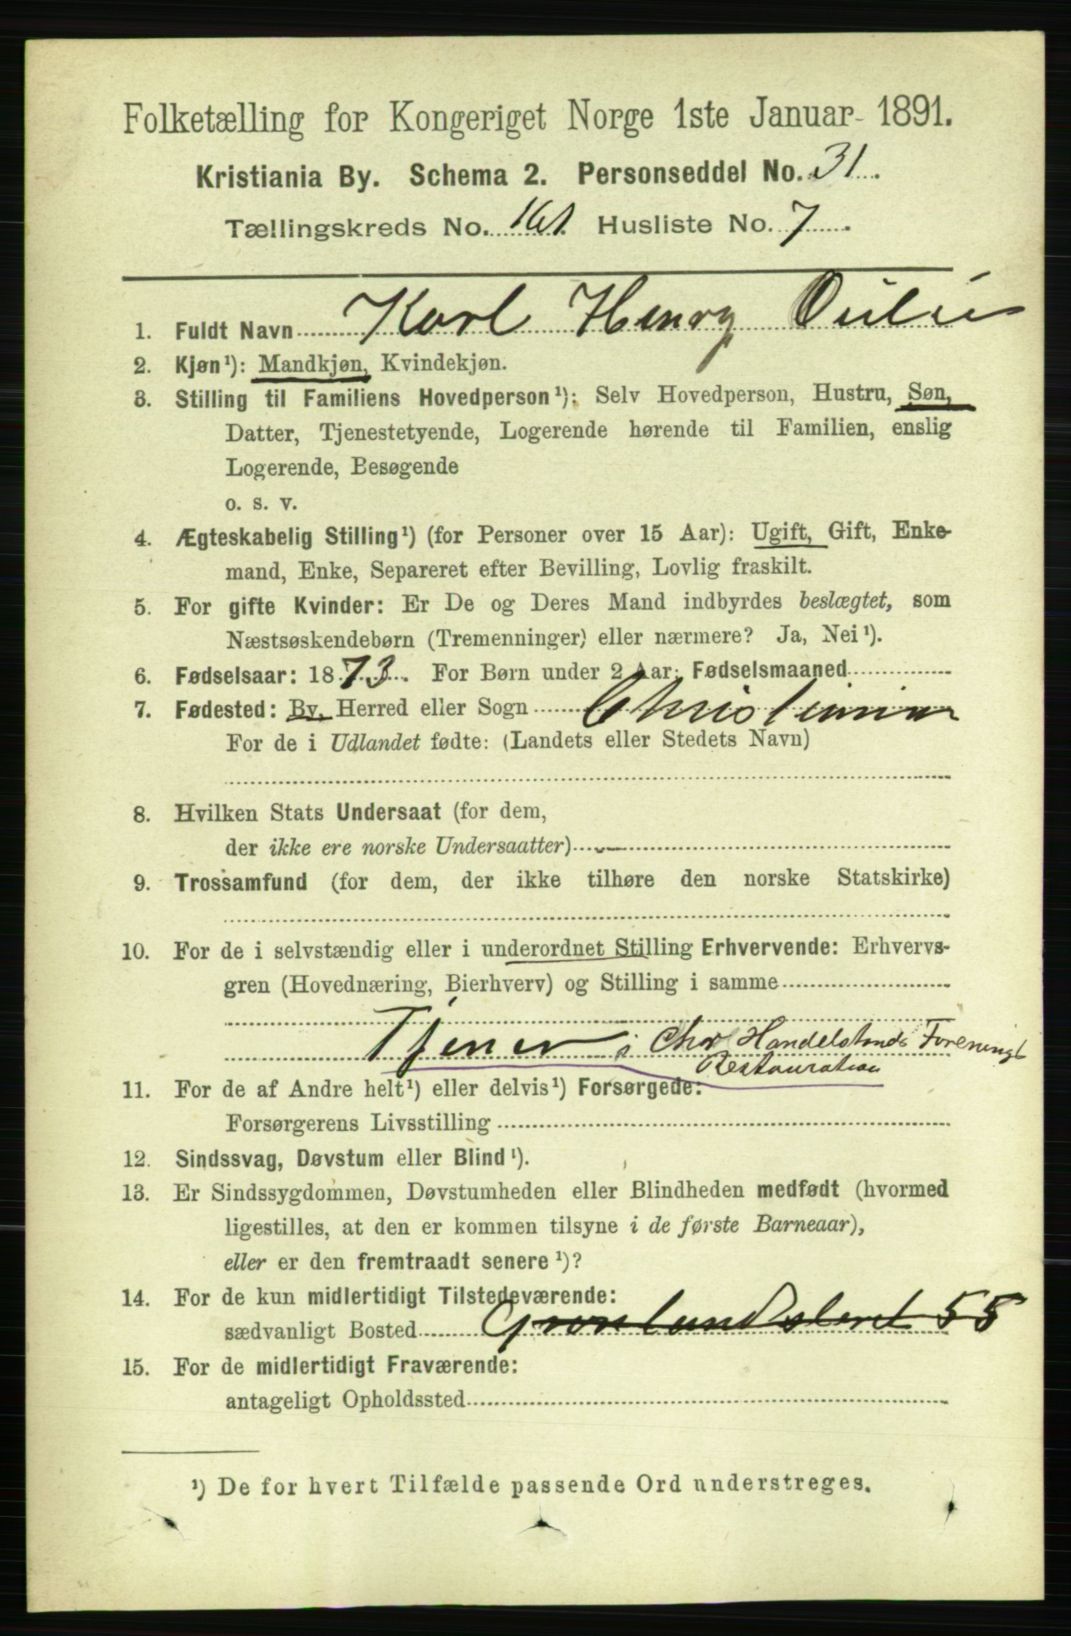 Folketælling for Kongeriget Norge 1ste Januar 1891.
Kristiania By. Schema 2. Personseddel No. 31.
Tællingskreds No. 161. Husliste No. 7.
1. Fuldt Navn Karl Henry
2. Kjøn¹): Mandkjøn, Kvindekjøn.
3. Stilling til Familiens Hovedperson¹): Selv Hovedperson, Hustru, Søn,
Datter, Tjenestetyende, Logerende hørende til Familien, enslig
Logerende, Besøgende
o. s. v.
4. Ægteskabelig Stilling¹) (for Personer over 15 Aar): Ugift, Gift, Enke-
mand, Enke, Separeret efter Bevilling, Lovlig fraskilt.
5. For gifte Kvinder: Er De og Deres Mand indbyrdes beslægtet, som
Næstsøskendebørn (Tremenninger) eller nærmere? Ja, Nei¹).
6. Fødselsaar: 1873. For Børn under 2 Aar: Fødselsmaaned
7. Fødested: By, Herred eller Sogn Christiania
For de i Udlandet fødte: (Landets eller Stedets Navn)
8. Hvilken Stats Undersaat (for dem,
der ikke ere norske Undersaatter)
9. Trossamfund (for dem, der ikke tilhøre den norske Statskirke)
10. For de i selvstændig eller i underordnet Stilling Erhvervende: Erhvervs-
gren (Hovednæring, Bierhverv) og Stilling i samme
Tjener i Chr Handelstands Forenings
Restauration
11. For de af Andre helt¹) eller delvis¹) Forsørgede:
Forsørgerens Livsstilling
12. Sindssvag, Døvstum eller Blind¹).
13. Er Sindssygdommen, Døvstumheden eller Blindheden medfødt (hvormed
ligestilles, at den er kommen tilsyne i de første Barneaar),
eller er den fremtraadt senere¹)?
14. For de kun midlertidigt Tilstedeværende:
sædvanligt Bosted Grønlandsleret 55
15. For de midlertidigt Fraværende:
antageligt Opholdssted
¹) De for hvert Tilfælde passende Ord understreges.